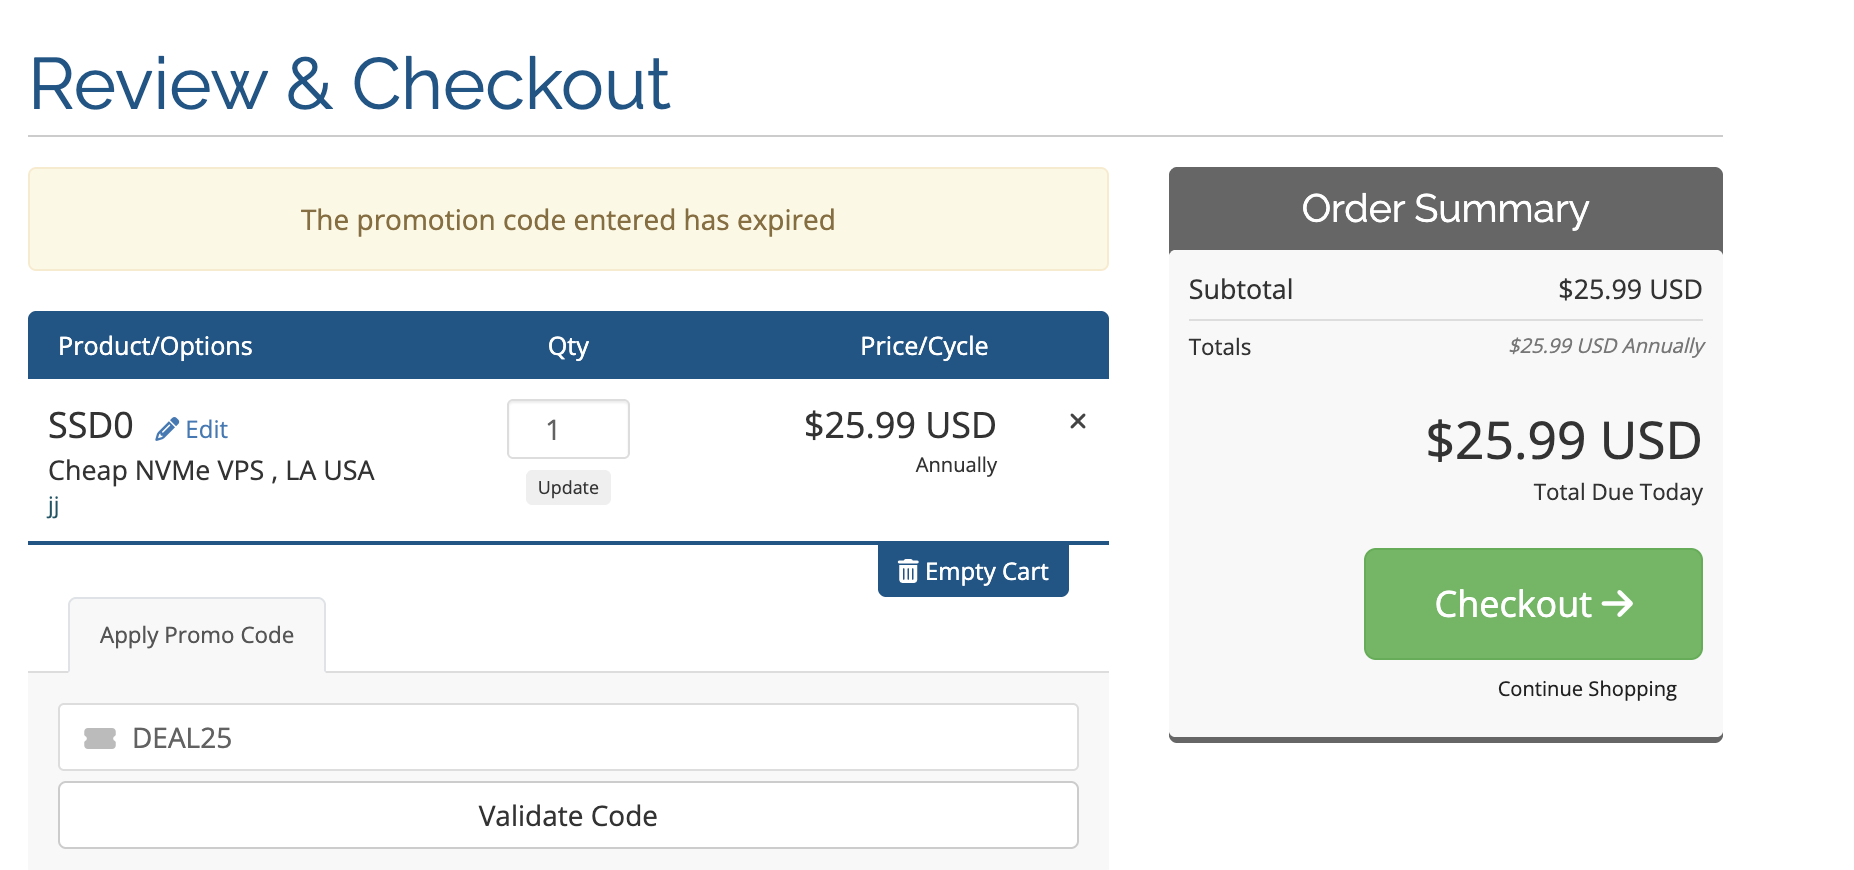 Review & Checkout
The promotion code entered has expired
Product/Options Qty Price/Cycle
SSD0 Edit 1 $25.99 USD ×
Cheap NVMe VPS , LA USA Annually
jj Update
Empty Cart
Apply Promo Code
DEAL25
Validate Code
Order Summary
Subtotal $25.99 USD
Totals $25.99 USD Annually
$25.99 USD
Total Due Today
Checkout →
Continue Shopping